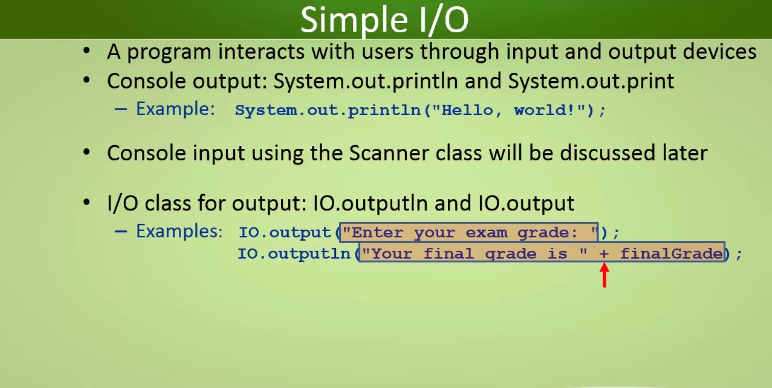 Simple I/O
• A program interacts with users through input and output devices
• Console output: System.out.println and System.out.print
– Example: System.out.println("Hello, world!");
• Console input using the Scanner class will be discussed later
• I/O class for output: IO.outputln and IO.output
– Examples: IO.output("Enter your exam grade: ");
IO.outputln("Your final grade is " + finalGrade);